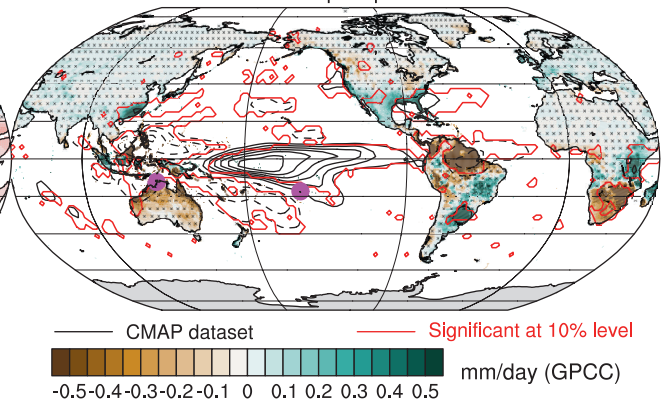 CMAP dataset
Significant at 10% level
mm/day (GPCC)
-0.5-0.4-0.3-0.2 -0.1 0 0.1 0.2 0.3 0.4 0.5